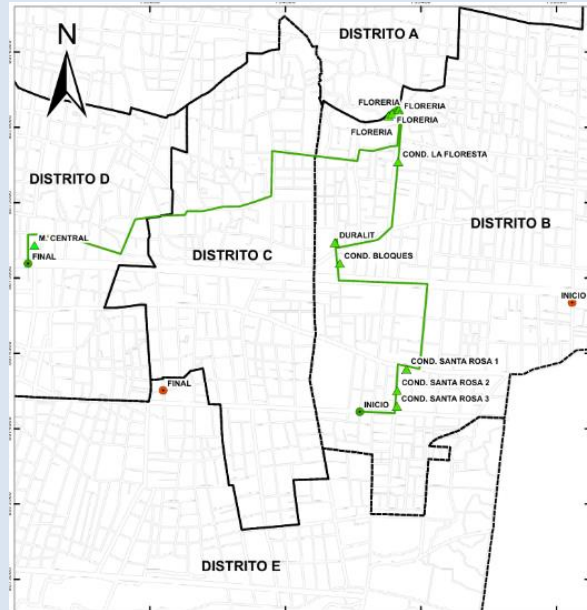 DISTRITO A
N
FLORERIA
FLORERIA
FLORERIA
FLORERIA
COND. LA FLORESTA
DISTRITO D
DISTRITO B
M. CENTRAL
FINAL
DISTRITO C
DURALIT
COND. BLOQUES
INICIO
COND. SANTA ROSA 1
FINAL
COND. SANTA ROSA 2
COND. SANTA ROSA 3
INICIO
DISTRITO E